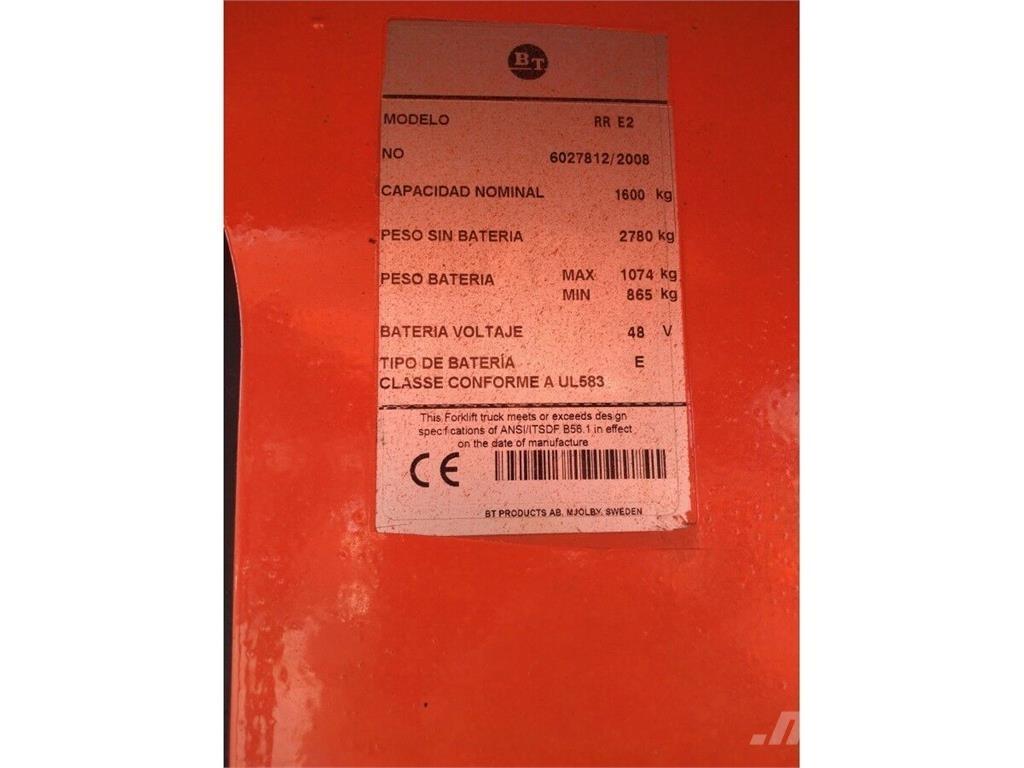 BT
MODELO RR E2
NO 6027812/2008
CAPACIDAD NOMINAL 1600 kg
PESO SIN BATERIA 2780 kg
PESO BATERIA MAX 1074 kg
MIN 865 kg
BATERIA VOLTAJE 48 V
TIPO DE BATERÍA E
CLASSE CONFORME A UL583
This Forklift truck meets or exceeds design
specifications of ANSI/ITSDF B56.1 in effect
on the date of manufacture
CE
BT PRODUCTS AB, MJOLBY, SWEDEN